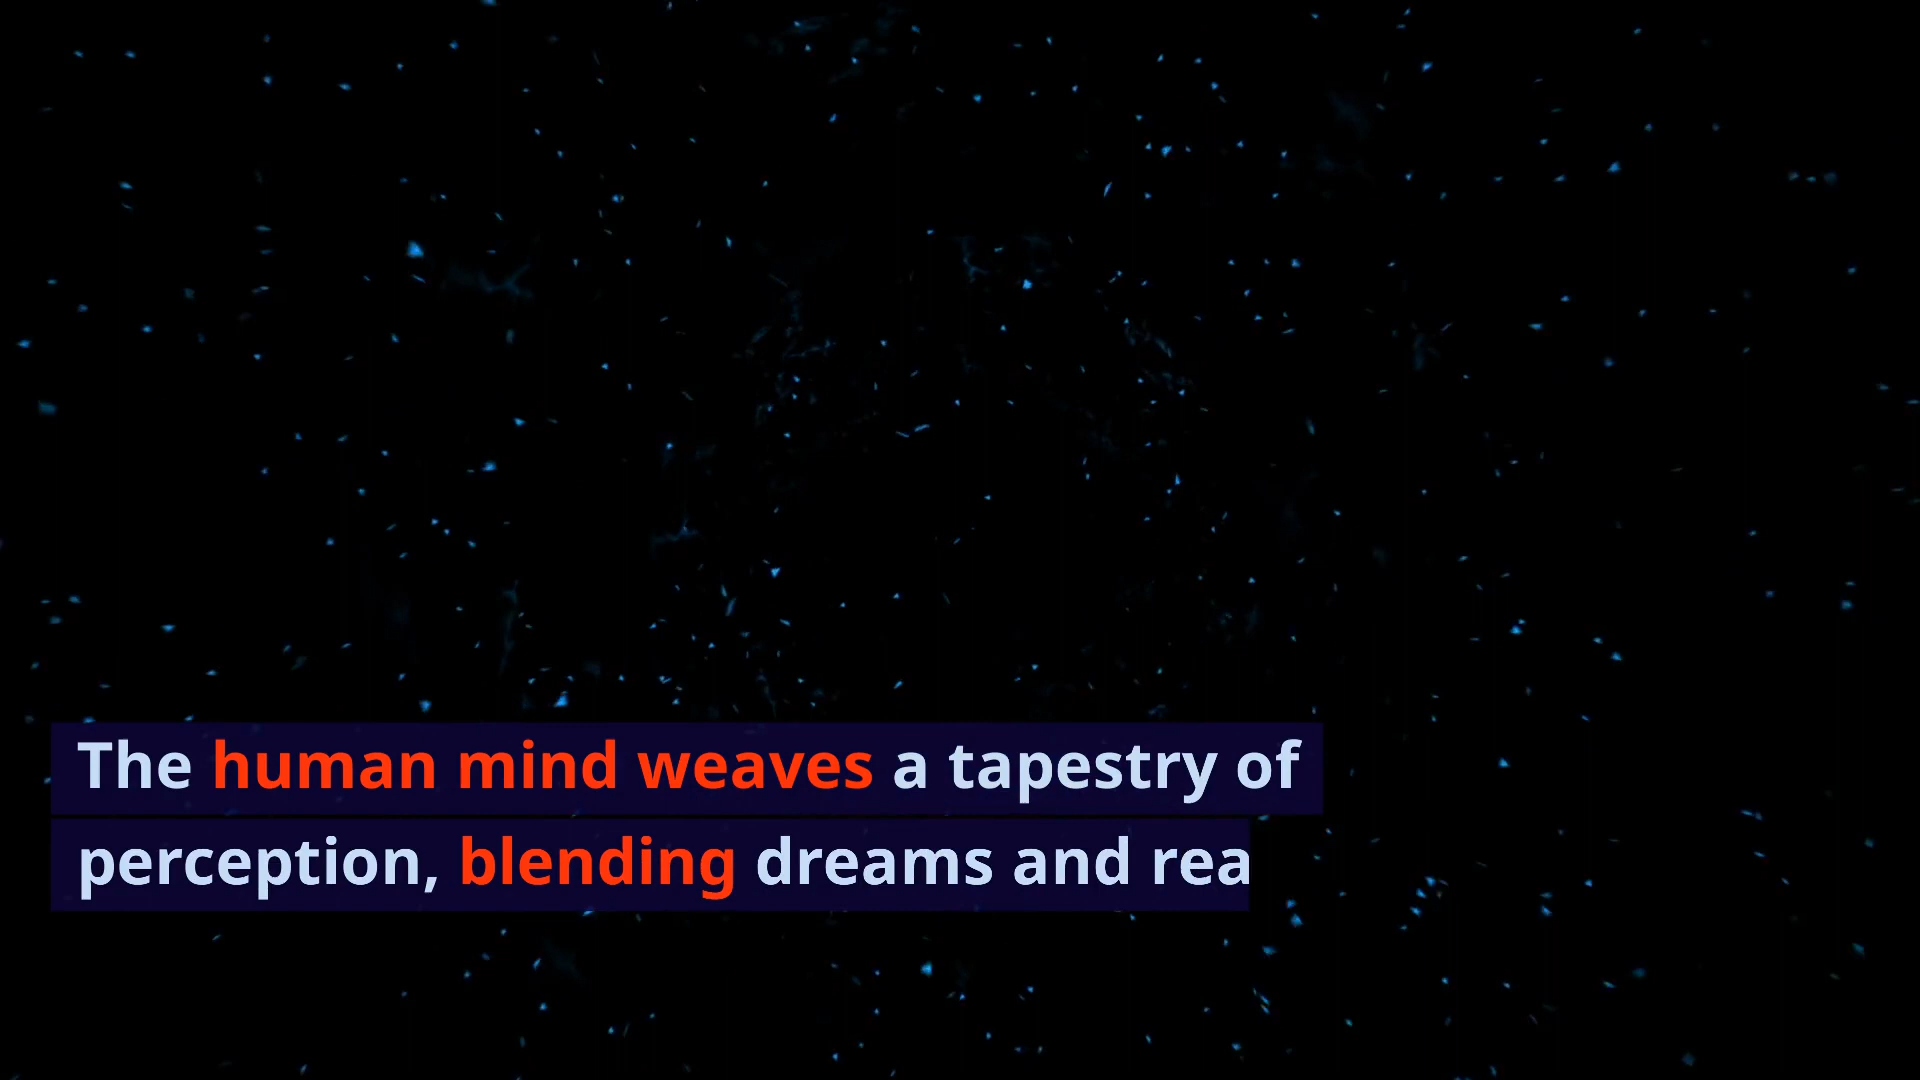 The human mind weaves a tapestry of
perception, blending dreams and rea